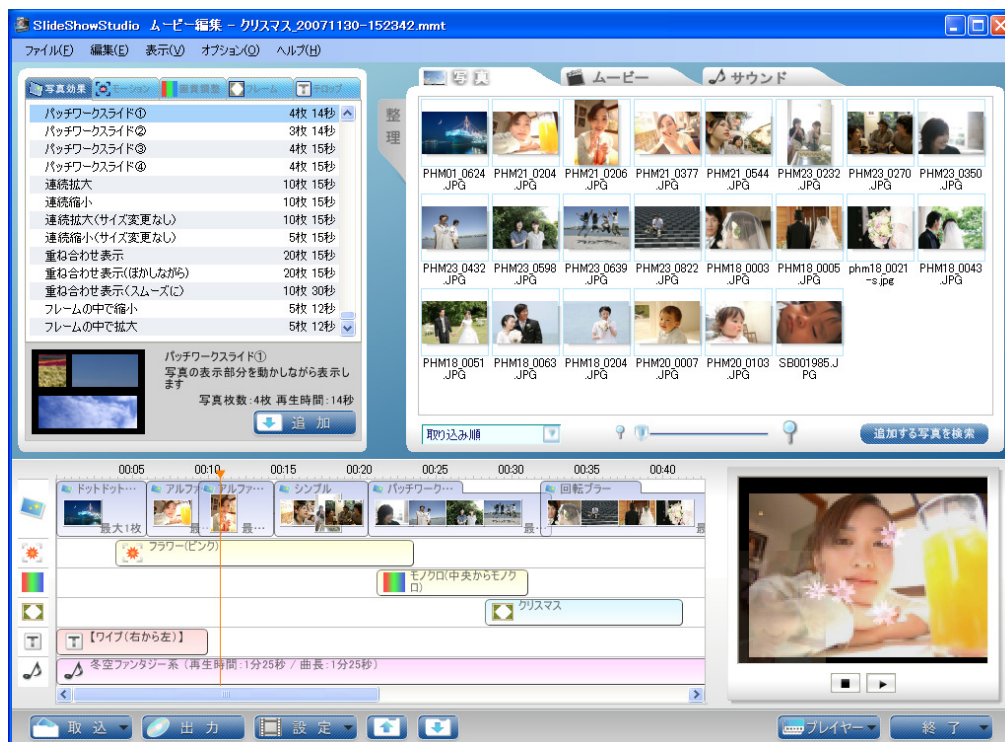 SlideShowStudio ムービー編集 - クリスマス_20071130-152342.mmt
ファイル(F) 編集(E) 表示(V) オプション(O) ヘルプ(H)
写真効果 モーション 画質調整 フレーム テロップ
パッチワークスライド① 4枚 14秒
パッチワークスライド② 3枚 14秒
パッチワークスライド③ 4枚 15秒
パッチワークスライド④ 4枚 15秒
連続拡大 10枚 15秒
連続縮小 10枚 15秒
連続拡大(サイズ変更なし) 10枚 15秒
連続縮小(サイズ変更なし) 5枚 15秒
重ね合わせ表示 20枚 15秒
重ね合わせ表示(ぼかしながら) 20枚 15秒
重ね合わせ表示(スムーズに) 10枚 30秒
フレームの中で縮小 5枚 12秒
フレームの中で拡大 5枚 12秒
パッチワークスライド①
写真の表示部分を動かしながら表示し
ます
写真枚数:4枚 再生時間:14秒
追加
整理
写真 ムービー サウンド
PHM01_0624.JPG PHM21_0204.JPG PHM21_0206.JPG PHM21_0377.JPG PHM21_0544.JPG PHM23_0232.JPG PHM23_0270.JPG PHM23_0350.JPG
PHM23_0432.JPG PHM23_0598.JPG PHM23_0639.JPG PHM23_0822.JPG PHM18_0003.JPG PHM18_0005.JPG phm18_0021-s.jpg PHM18_0043.JPG
PHM18_0051.JPG PHM18_0063.JPG PHM18_0204.JPG PHM20_0007.JPG PHM20_0103.JPG SB001985.JPG
取り込み順 追加する写真を検索
00:05 00:10 00:15 00:20 00:25 00:30 00:35 00:40
ドットドット… アルファ アルファ… シンプル パッチワーク… 回転ブラー
最大1枚 最… 最… 最… 最
フラワー(ピンク)
モノクロ(中央からモノク
ロ)
クリスマス
T 【ワイプ(右から左)】
冬空ファンタジー系 (再生時間:1分25秒 / 曲長:1分25秒)
取込 出力 設定 プレイヤー 終了